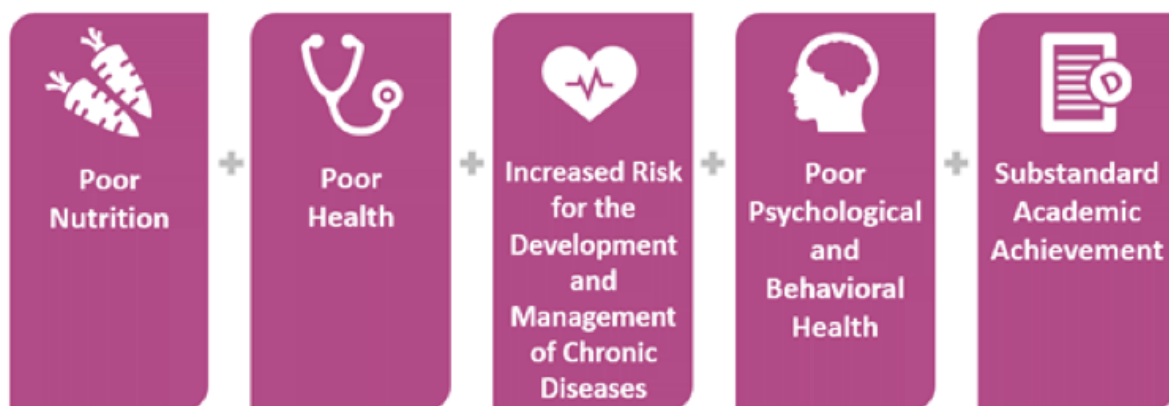 Poor
Nutrition
Poor
Health
Increased Risk
for the
Development
and
Management
of Chronic
Diseases
Poor
Psychological
and
Behavioral
Health
D
Substandard
Academic
Achievement